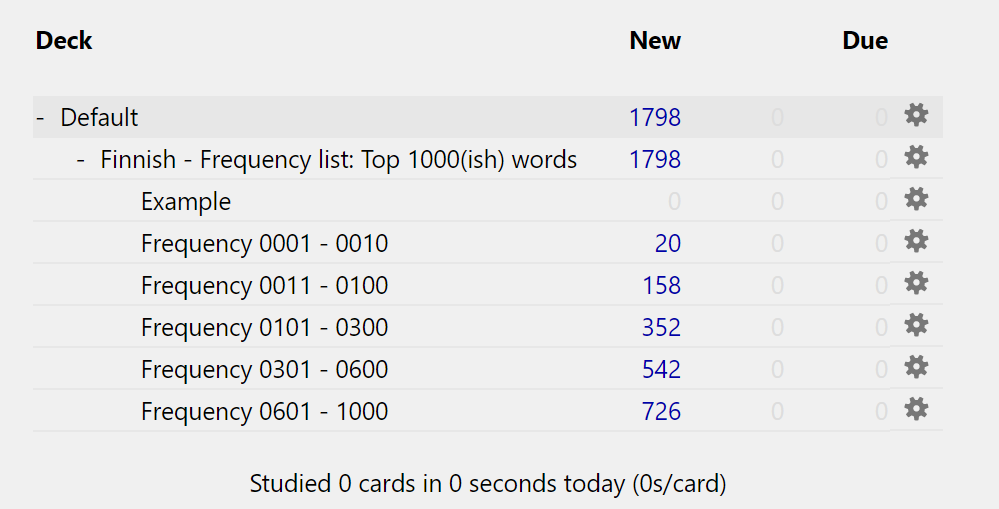 Deck New Due
- Default 1798 0 0
- Finnish - Frequency list: Top 1000(ish) words 1798 0 0
Example 0 0 0
Frequency 0001 - 0010 20 0 0
Frequency 0011 - 0100 158 0 0
Frequency 0101 - 0300 352 0 0
Frequency 0301 - 0600 542 0 0
Frequency 0601 - 1000 726 0 0
Studied 0 cards in 0 seconds today (0s/card)